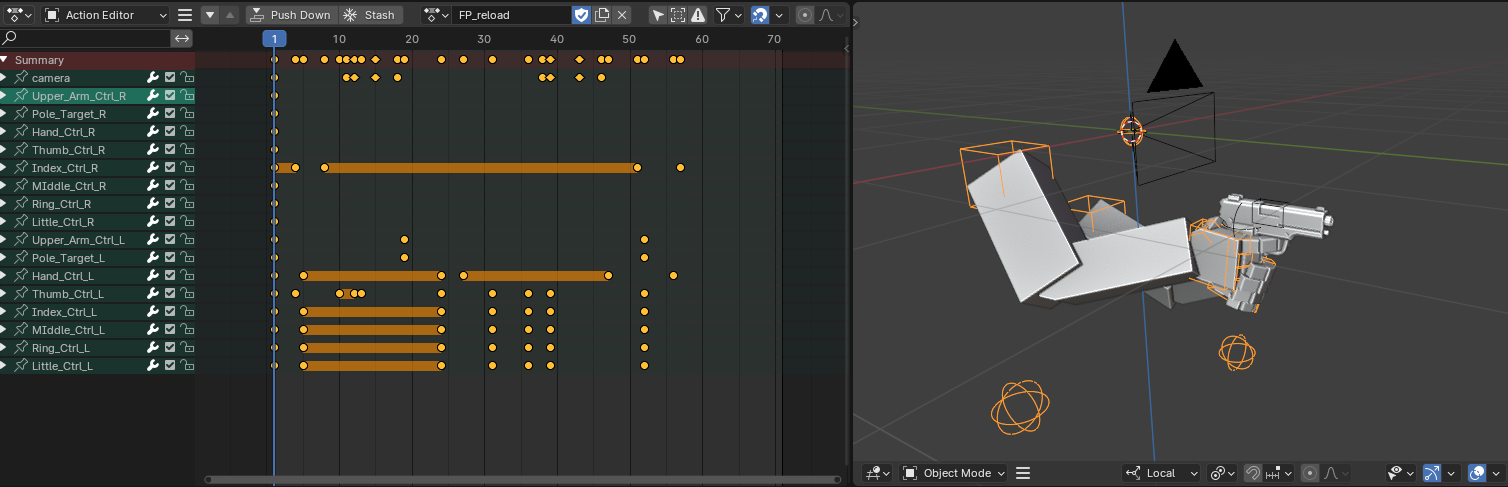 Action Editor
Push Down
Stash
FP_reload
1 10 20 30 40 50 60 70
Summary
camera
Upper_Arm_Ctrl_R
Pole_Target_R
Hand_Ctrl_R
Thumb_Ctrl_R
Index_Ctrl_R
MIddle_Ctrl_R
Ring_Ctrl_R
Little_Ctrl_R
Upper_Arm_Ctrl_L
Pole_Target_L
Hand_Ctrl_L
Thumb_Ctrl_L
Index_Ctrl_L
MIddle_Ctrl_L
Ring_Ctrl_L
Little_Ctrl_L
Object Mode
Local